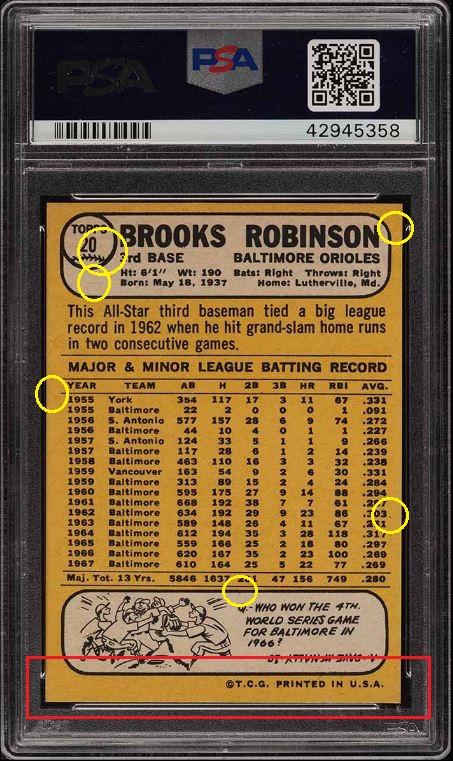 PSA PSA
42945358
TOPPS
20
BROOKS ROBINSON
3rd BASE BALTIMORE ORIOLES
Ht: 6'1" Wt: 190 Bats: Right Throws: Right
Born: May 18, 1937 Home: Lutherville, Md.
This All-Star third baseman tied a big league
record in 1962 when he hit grand-slam home runs
in two consecutive games.
MAJOR & MINOR LEAGUE BATTING RECORD
YEAR TEAM AB H 2B 3B HR RBI AVG.
1955 York 354 117 17 3 11 67 .331
1955 Baltimore 22 2 0 0 0 1 .091
1956 S. Antonio 577 157 28 6 9 74 .272
1956 Baltimore 44 10 4 0 1 1 .227
1957 S. Antonio 124 33 5 1 1 9 .266
1957 Baltimore 117 28 6 1 2 14 .239
1958 Baltimore 463 110 16 3 3 32 .238
1959 Vancouver 163 54 9 2 6 30 .331
1959 Baltimore 313 89 15 2 4 24 .284
1960 Baltimore 595 175 27 9 14 88 .294
1961 Baltimore 668 192 38 7 7 61 .287
1962 Baltimore 634 192 29 9 23 86 .303
1963 Baltimore 589 148 26 4 11 67
1964 Baltimore 612 194 35 3 28 118 .317
1965 Baltimore 559 166 25 2 18 80 .297
1966 Baltimore 620 167 35 2 23 100 .269
1967 Baltimore 610 164 25 5 22 77 .269
Maj. Tot. 13 Yrs. 5846 1637 47 156 749 .280
-WHO WON THE 4TH.
WORLD SERIES GAME
FOR BALTIMORE IN
1966?
A-DAVE McNALLY
©T.C.G. PRINTED IN U.S.A.
PSA